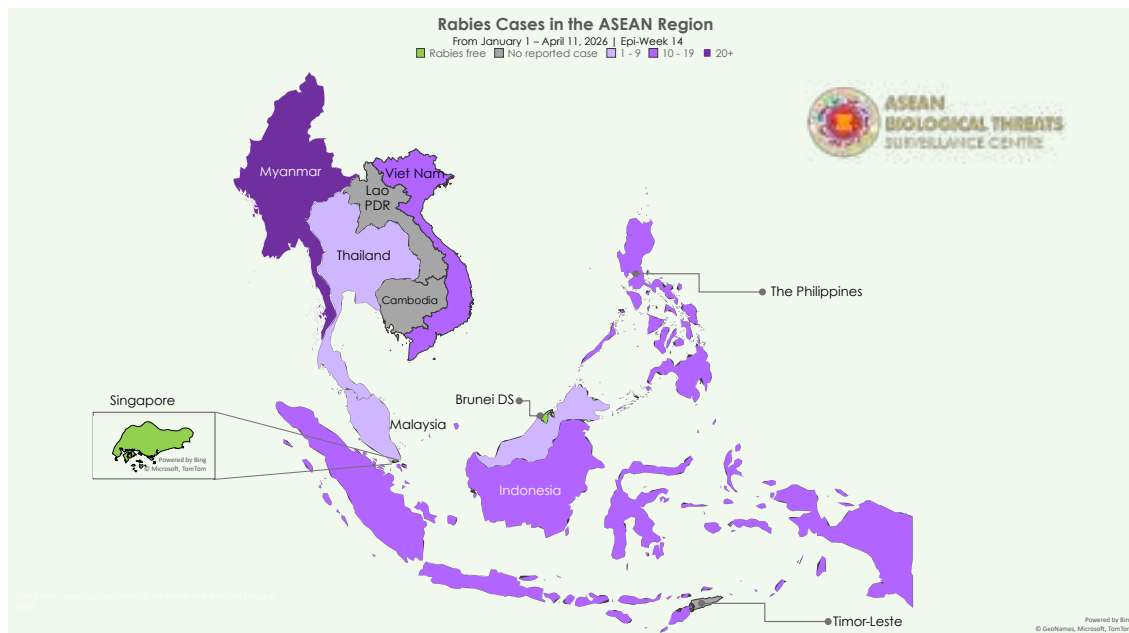 Rabies Cases in the ASEAN Region
From January 1 – April 11, 2026 | Epi-Week 14
Rabies free No reported case 1 - 9 10 - 19 20+
ASEAN
BIOLOGICAL THREATS
SURVEILLANCE CENTRE
Myanmar
Viet Nam
Lao
PDR
Thailand
Cambodia
The Philippines
Singapore
Powered by Bing
© Microsoft, TomTom
Brunei DS
Malaysia
Indonesia
Timor-Leste
Powered by Bin
© GeoNames, Microsoft, TomTom